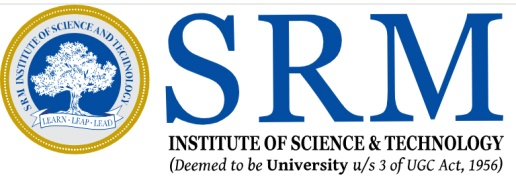 SRM INSTITUTE OF SCIENCE AND TECHNOLOGY
LEARN · LEAP · LEAD
SRM
INSTITUTE OF SCIENCE & TECHNOLOGY
(Deemed to be University u/s 3 of UGC Act, 1956)